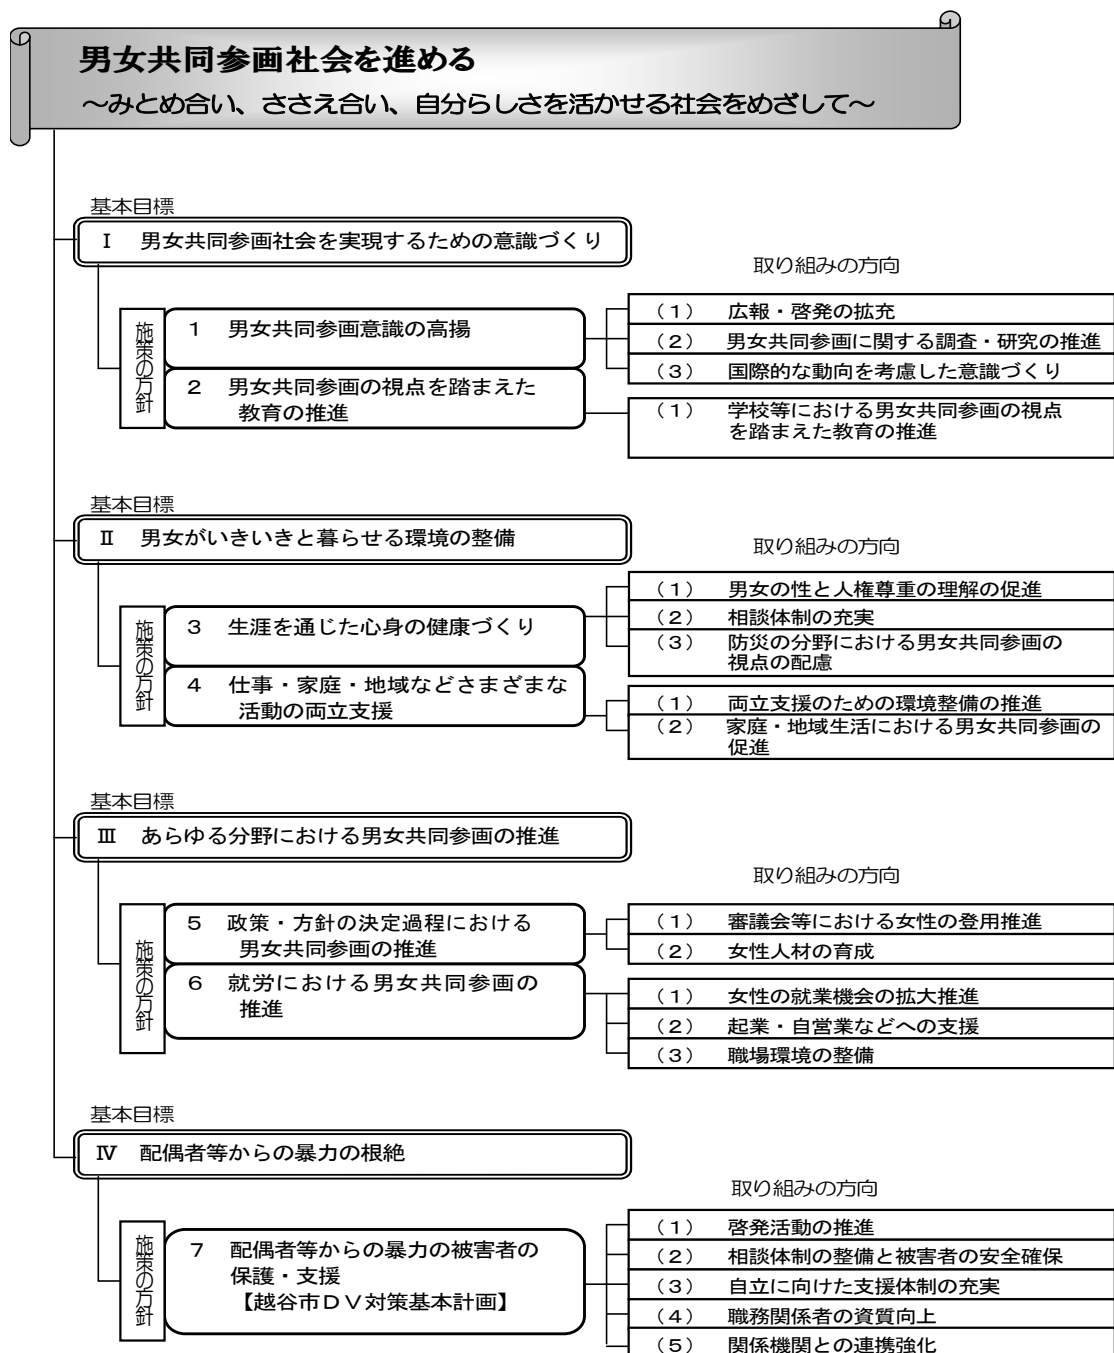 男女共同参画社会を進める
～みとめ合い、ささえ合い、自分らしさを活かせる社会をめざして～
基本目標
Ⅰ 男女共同参画社会を実現するための意識づくり
取り組みの方向
施策の方針
1 男女共同参画意識の高揚
(1) 広報・啓発の拡充
(2) 男女共同参画に関する調査・研究の推進
(3) 国際的な動向を考慮した意識づくり
2 男女共同参画の視点を踏まえた
教育の推進
(1) 学校等における男女共同参画の視点
を踏まえた教育の推進
基本目標
Ⅱ 男女がいきいきと暮らせる環境の整備
取り組みの方向
施策の方針
3 生涯を通じた心身の健康づくり
(1) 男女の性と人権尊重の理解の促進
(2) 相談体制の充実
(3) 防災の分野における男女共同参画の
視点の配慮
4 仕事・家庭・地域などさまざまな
活動の両立支援
(1) 両立支援のための環境整備の推進
(2) 家庭・地域生活における男女共同参画の
促進
基本目標
Ⅲ あらゆる分野における男女共同参画の推進
取り組みの方向
施策の方針
5 政策・方針の決定過程における
男女共同参画の推進
(1) 審議会等における女性の登用推進
(2) 女性人材の育成
6 就労における男女共同参画の
推進
(1) 女性の就業機会の拡大推進
(2) 起業・自営業などへの支援
(3) 職場環境の整備
基本目標
Ⅳ 配偶者等からの暴力の根絶
取り組みの方向
施策の方針
7 配偶者等からの暴力の被害者の
保護・支援
【越谷市ＤＶ対策基本計画】
(1) 啓発活動の推進
(2) 相談体制の整備と被害者の安全確保
(3) 自立に向けた支援体制の充実
(4) 職務関係者の資質向上
(5) 関係機関との連携強化